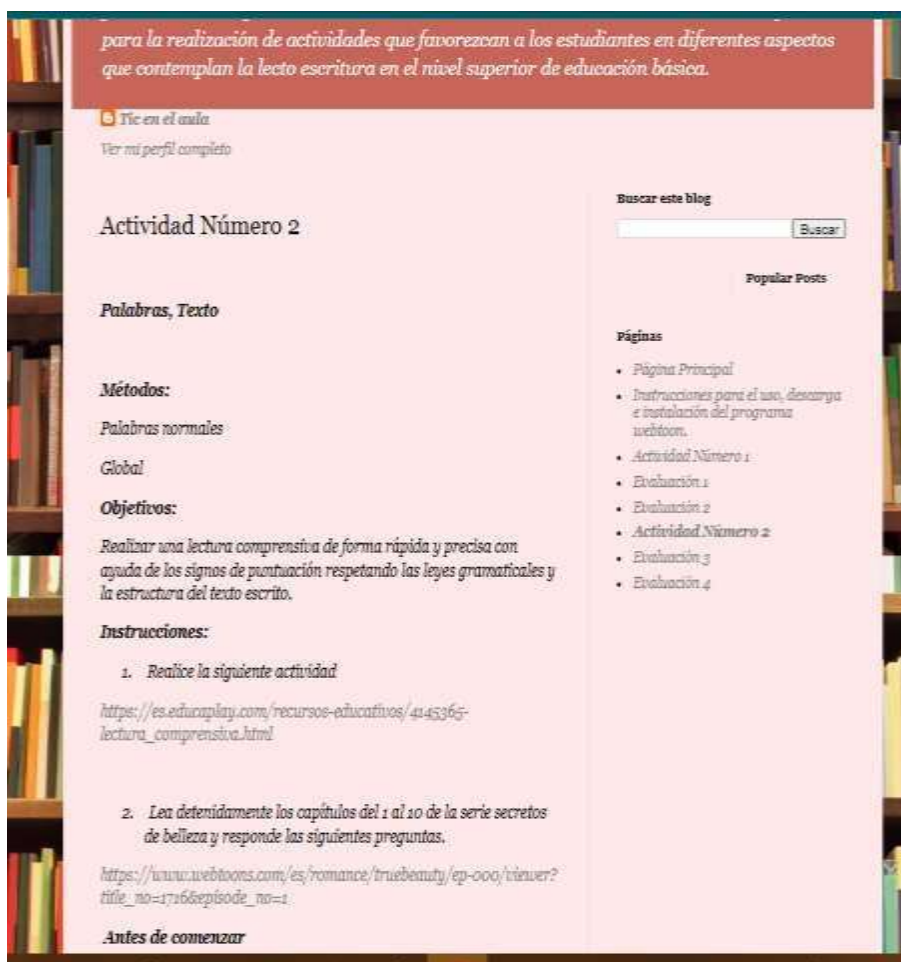 para la realización de actividades que favorezcan a los estudiantes en diferentes aspectos
que contemplan la lecto escritura en el nivel superior de educación básica.
Tic en el aula
Ver mi perfil completo
Actividad Número 2
Palabras, Texto
Métodos:
Palabras normales
Global
Objetivos:
Realizar una lectura comprensiva de forma rápida y precisa con
ayuda de los signos de puntuación respetando las leyes gramaticales y
la estructura del texto escrito.
Instrucciones:
1. Realice la siguiente actividad
https://es.educaplay.com/recursos-educativos/4145365-
lectura_comprensiva.html
2. Lea detenidamente los capítulos del 1 al 10 de la serie secretos
de belleza y responde las siguientes preguntas.
https://www.webtoons.com/es/romance/truebeauty/ep-000/viewer?
title_no=1716&episode_no=1
Antes de comenzar
Buscar este blog
Buscar
Popular Posts
Páginas
• Página Principal
• Instrucciones para el uso, descarga
e instalación del programa
webtoon.
• Actividad Número 1
• Evaluación 1
• Evaluación 2
• Actividad Número 2
• Evaluación 3
• Evaluación 4